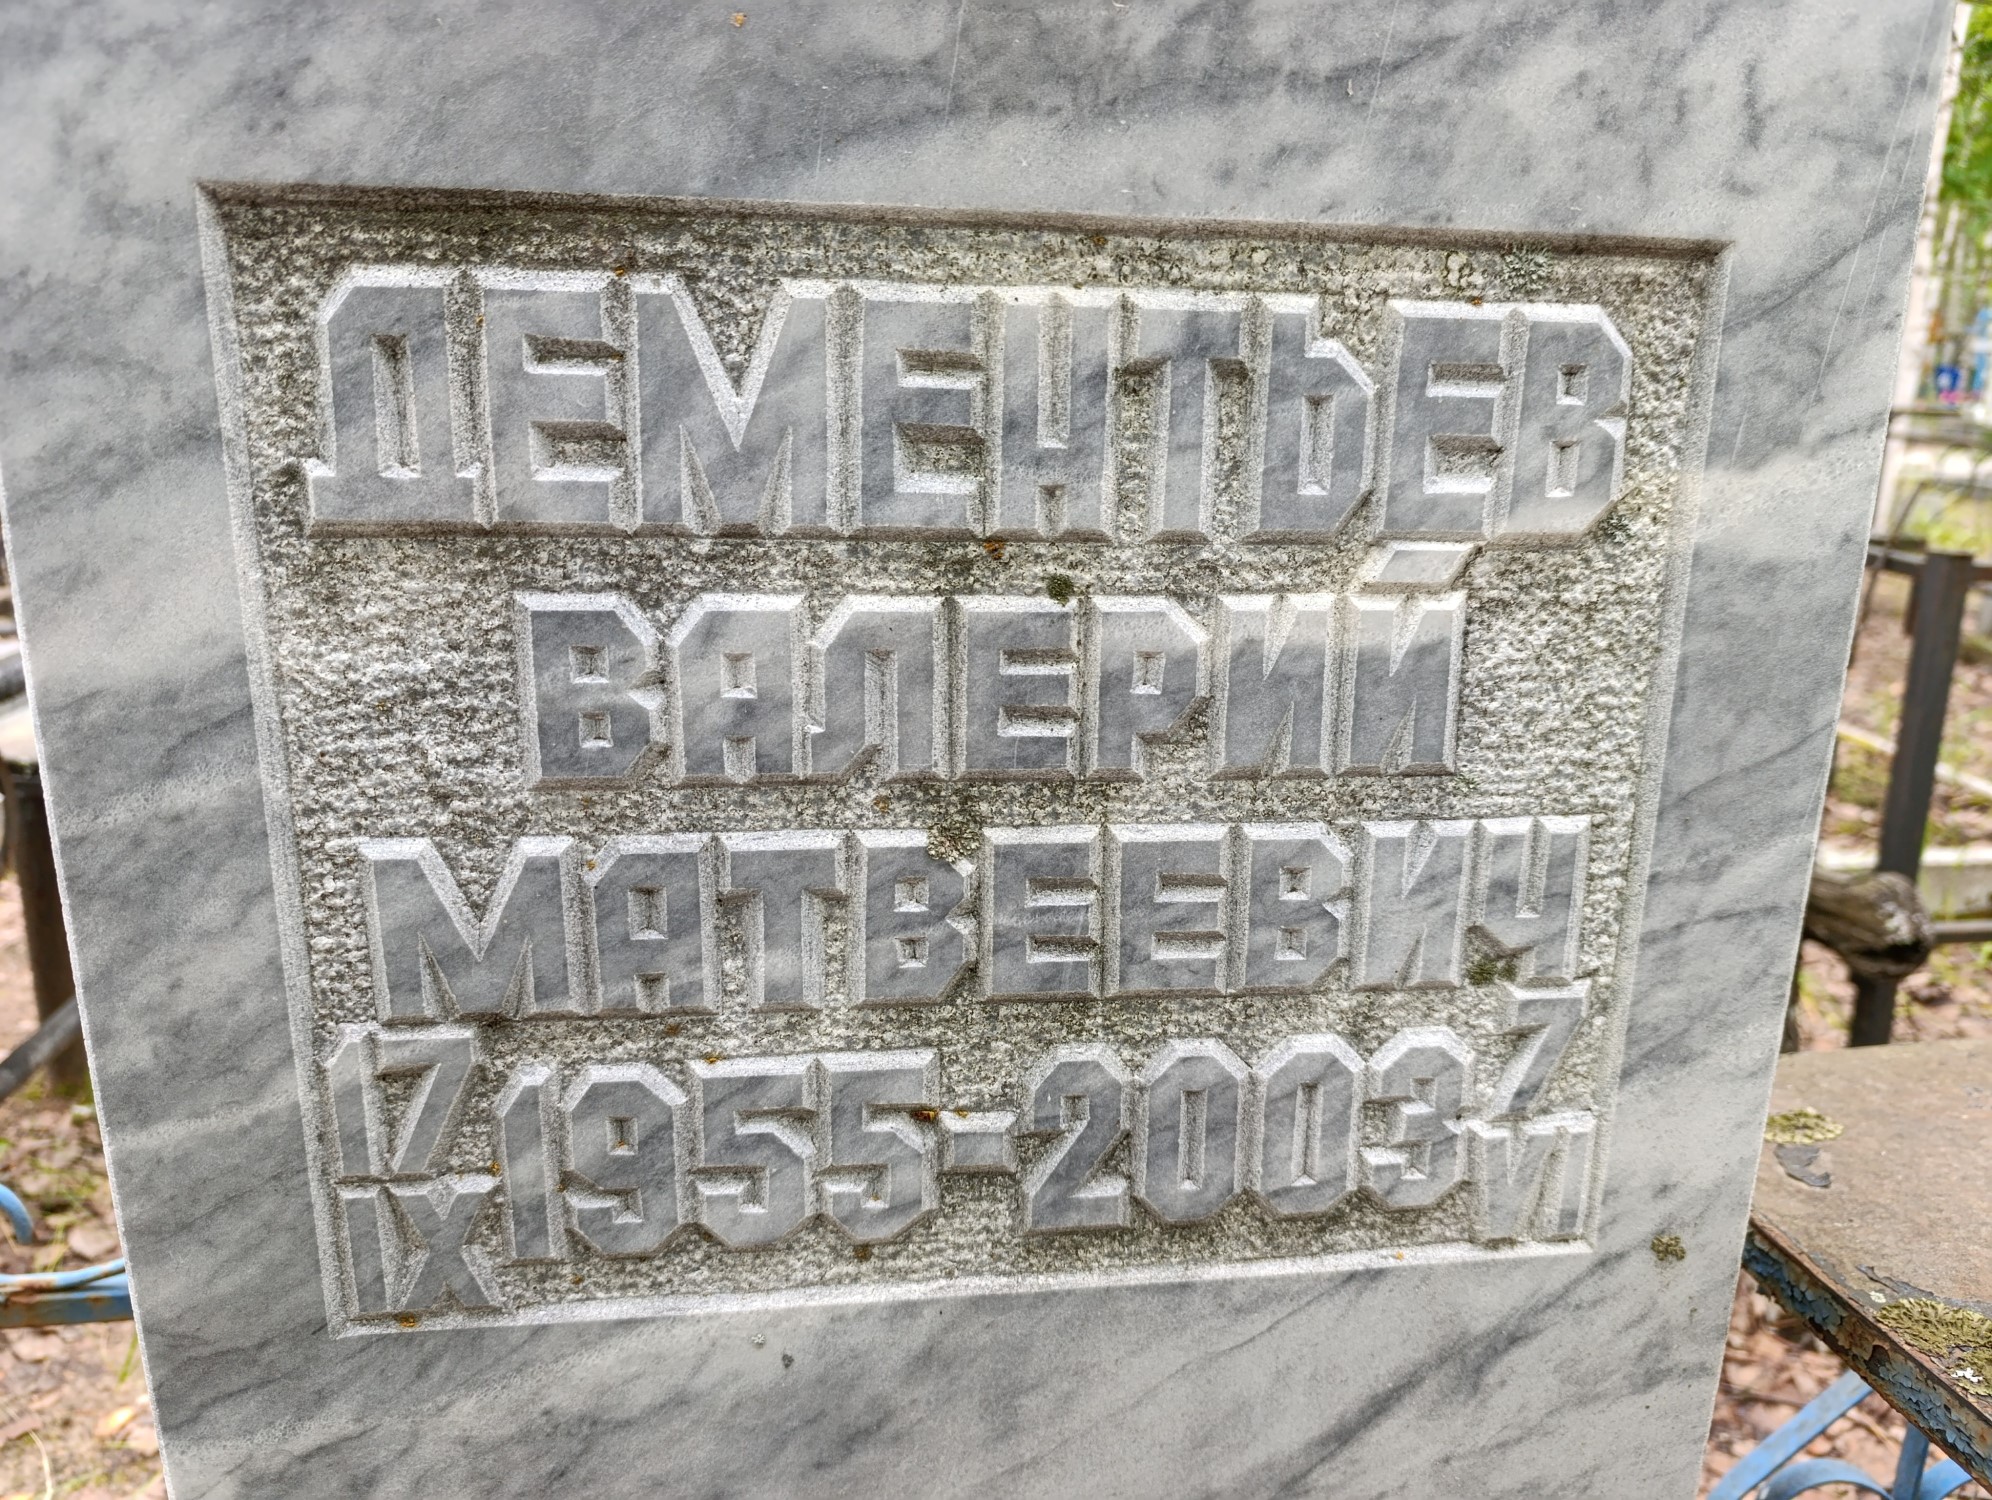 ДЕМЕНТЬЕВ
ВАЛЕРИЙ
МАТВЕЕВИЧ
17 IX 1955-2003 7 VI